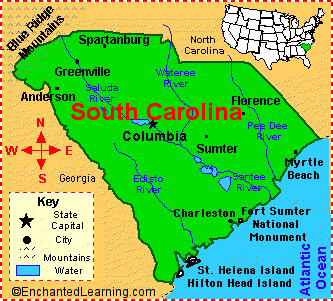 Blue Ridge
Mountains
Spartanburg
North
Carolina
Greenville
Saluda
River
Wateree
River
Anderson
Florence
South Carolina
Columbia
Pee Dee
River
N
W
E
S
Sumter
Myrtle
Beach
Georgia
Edisto
River
Santee
River
Key
State
Capital
City
Mountains
Water
Charleston
Fort Sumter
National
Monument
St. Helena Island
Hilton Head Island
Atlantic
Ocean
©EnchantedLearning.com